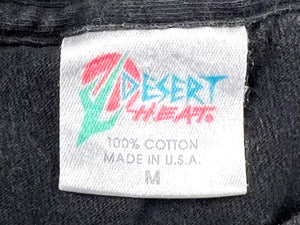 DESERT
HEAT.
100% COTTON
MADE IN U.S.A.
M